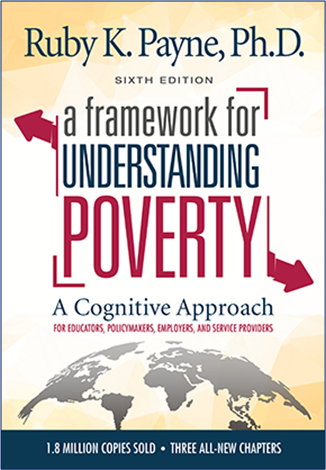 Ruby K. Payne, Ph.D.
SIXTH EDITION
a framework for
UNDERSTANDING
POVERTY
A Cognitive Approach
FOR EDUCATORS, POLICYMAKERS, EMPLOYERS, AND SERVICE PROVIDERS
1.8 MILLION COPIES SOLD • THREE ALL-NEW CHAPTERS